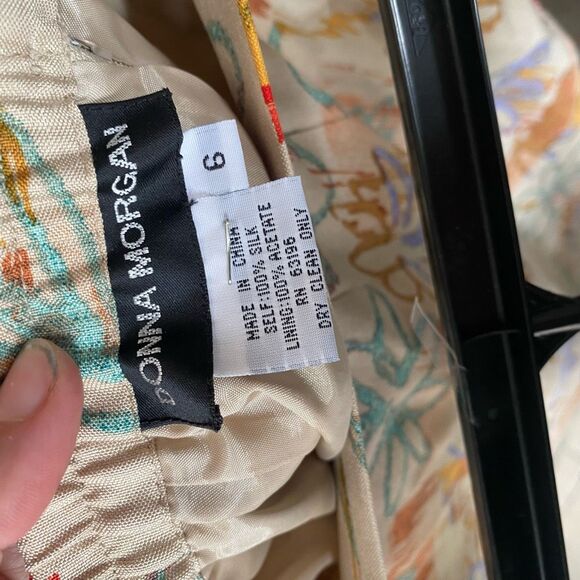 DONNA MORGAN
6
MADE IN CHINA
SELF:100% SILK
LINING:100% ACETATE
RN 63196
DRY CLEAN ONLY